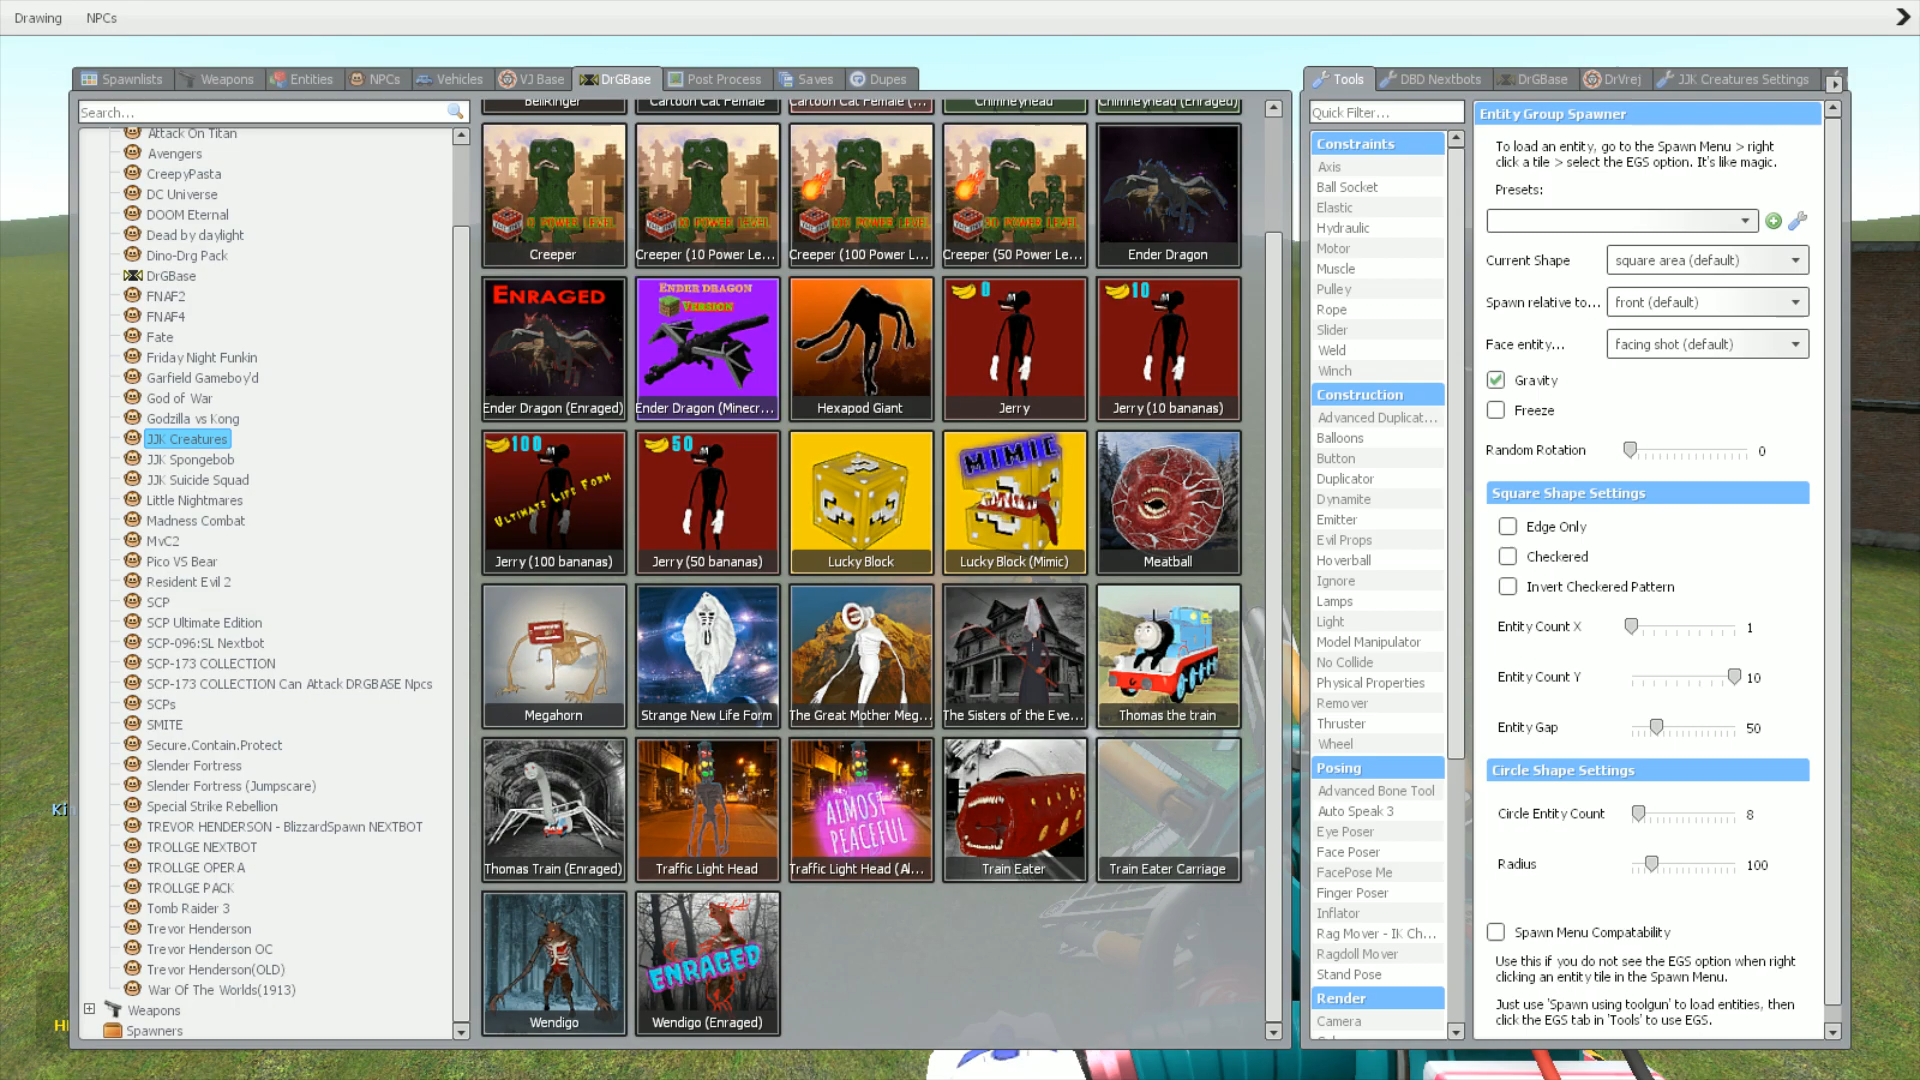 Drawing
NPCs
Spawnlists
Weapons
Entities
NPCs
Vehicles
VJ Base
DrGBase
Post Process
Saves
Dupes
Search...
Attack On Titan
Avengers
CreepyPasta
DC Universe
DOOM Eternal
Dead by daylight
Dino-Drg Pack
DrGBase
FNAF2
FNAF4
Fate
Friday Night Funkin
Garfield Gameboy'd
God of War
Godzilla vs Kong
JJK Creatures
JJK Spongebob
JJK Suicide Squad
Little Nightmares
Madness Combat
MvC2
Pico VS Bear
Resident Evil 2
SCP
SCP Ultimate Edition
SCP-096:SL Nextbot
SCP-173 COLLECTION
SCP-173 COLLECTION Can Attack DRGBASE Npcs
SCPs
SMITE
Secure.Contain.Protect
Slender Fortress
Slender Fortress (Jumpscare)
Special Strike Rebellion
TREVOR HENDERSON - BlizzardSpawn NEXTBOT
TROLLGE NEXTBOT
TROLLGE OPERA
TROLLGE PACK
Tomb Raider 3
Trevor Henderson
Trevor Henderson OC
Trevor Henderson(OLD)
War Of The Worlds(1913)
Weapons
Spawners
BellRinger
Cartoon Cat Female
Cartoon Cat Female (...
Chimneyhead
Chimneyhead (Enraged)
Creeper
Creeper (10 Power Le...
Creeper (100 Power L...
Creeper (50 Power Le...
Ender Dragon
ENRAGED
Ender Dragon (Enraged)
ENDER DRAGON
VERSION
Ender Dragon (Minecr...
Hexapod Giant
0
Jerry
10
Jerry (10 bananas)
100
ULTIMATE LIFE FORM
Jerry (100 bananas)
50
Jerry (50 bananas)
Lucky Block
MIMIC
Lucky Block (Mimic)
Meatball
Megahorn
Strange New Life Form
The Great Mother Meg...
The Sisters of the Eve...
Thomas the train
Thomas Train (Enraged)
Traffic Light Head
ALMOST
PEACEFUL
Traffic Light Head (Al...
Train Eater
Train Eater Carriage
Wendigo
ENRAGED
Wendigo (Enraged)
Tools
DBD Nextbots
DrGBase
DrVrej
JJK Creatures Settings
Quick Filter...
Constraints
Axis
Ball Socket
Elastic
Hydraulic
Motor
Muscle
Pulley
Rope
Slider
Weld
Winch
Construction
Advanced Duplicat...
Balloons
Button
Duplicator
Dynamite
Emitter
Evil Props
Hoverball
Ignore
Lamps
Light
Model Manipulator
No Collide
Physical Properties
Remover
Thruster
Wheel
Posing
Advanced Bone Tool
Auto Speak 3
Eye Poser
Face Poser
FacePose Me
Finger Poser
Inflator
Rag Mover - IK Ch...
Ragdoll Mover
Stand Pose
Render
Camera
Entity Group Spawner
To load an entity, go to the Spawn Menu > right
click a tile > select the EGS option. It's like magic.
Presets:
Current Shape
square area (default)
Spawn relative to...
front (default)
Face entity...
facing shot (default)
Gravity
Freeze
Random Rotation
0
Square Shape Settings
Edge Only
Checkered
Invert Checkered Pattern
Entity Count X
1
Entity Count Y
10
Entity Gap
50
Circle Shape Settings
Circle Entity Count
8
Radius
100
Spawn Menu Compatability
Use this if you do not see the EGS option when right
clicking an entity tile in the Spawn Menu.
Just use 'Spawn using toolgun' to load entities, then
click the EGS tab in 'Tools' to use EGS.